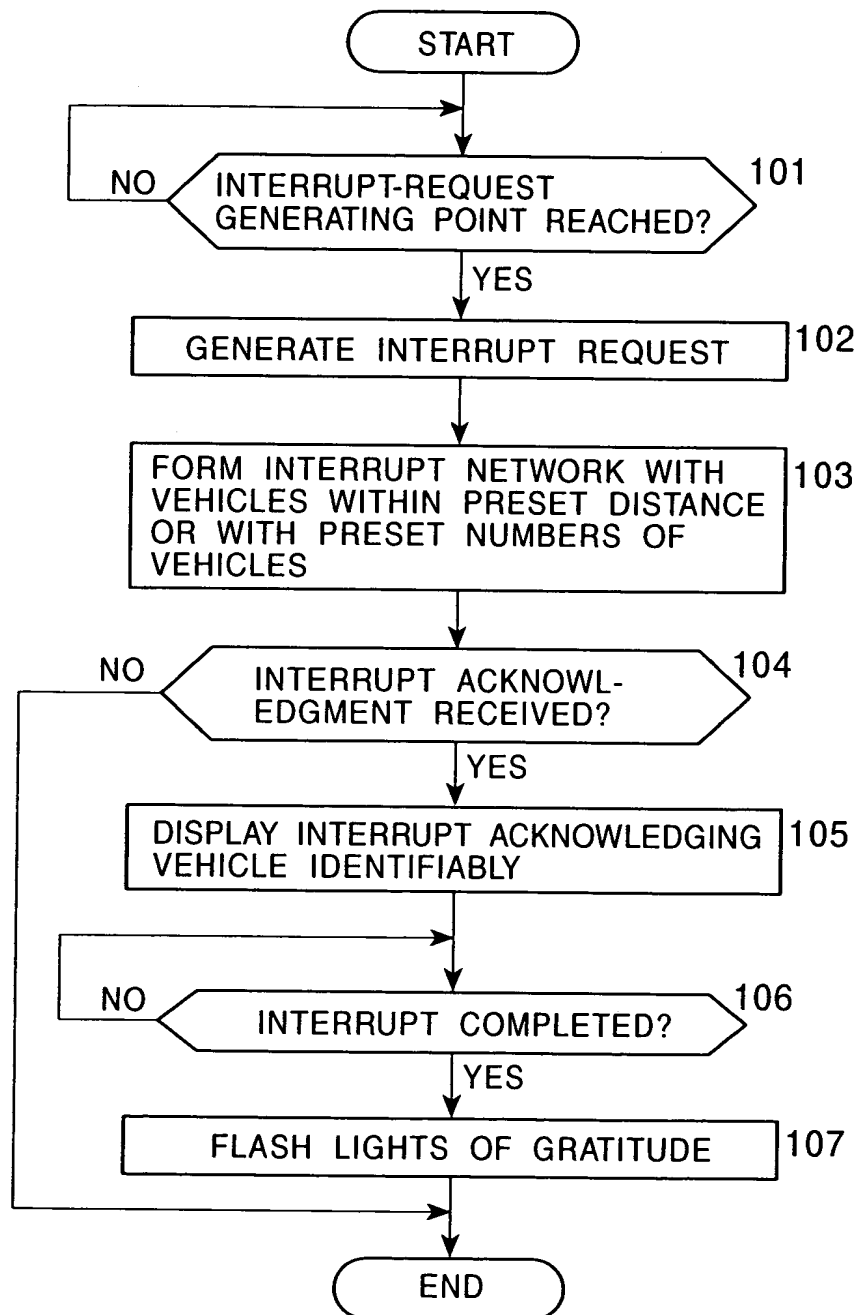 START
NO
INTERRUPT-REQUEST
GENERATING POINT REACHED?
101
YES
GENERATE INTERRUPT REQUEST
102
FORM INTERRUPT NETWORK WITH
VEHICLES WITHIN PRESET DISTANCE
OR WITH PRESET NUMBERS OF
VEHICLES
103
NO
INTERRUPT ACKNOWL-
EDGMENT RECEIVED?
104
YES
DISPLAY INTERRUPT ACKNOWLEDGING
VEHICLE IDENTIFIABLY
105
NO
INTERRUPT COMPLETED?
106
YES
FLASH LIGHTS OF GRATITUDE
107
END